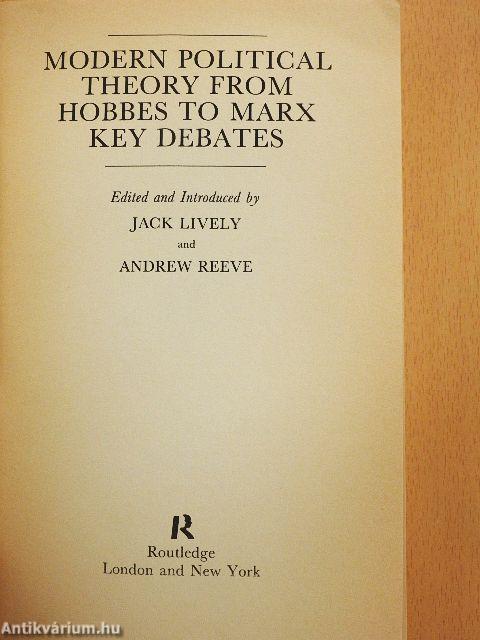 MODERN POLITICAL
THEORY FROM
HOBBES TO MARX
KEY DEBATES
Edited and Introduced by
JACK LIVELY
and
ANDREW REEVE
R
Routledge
London and New York
Antikvárium.hu